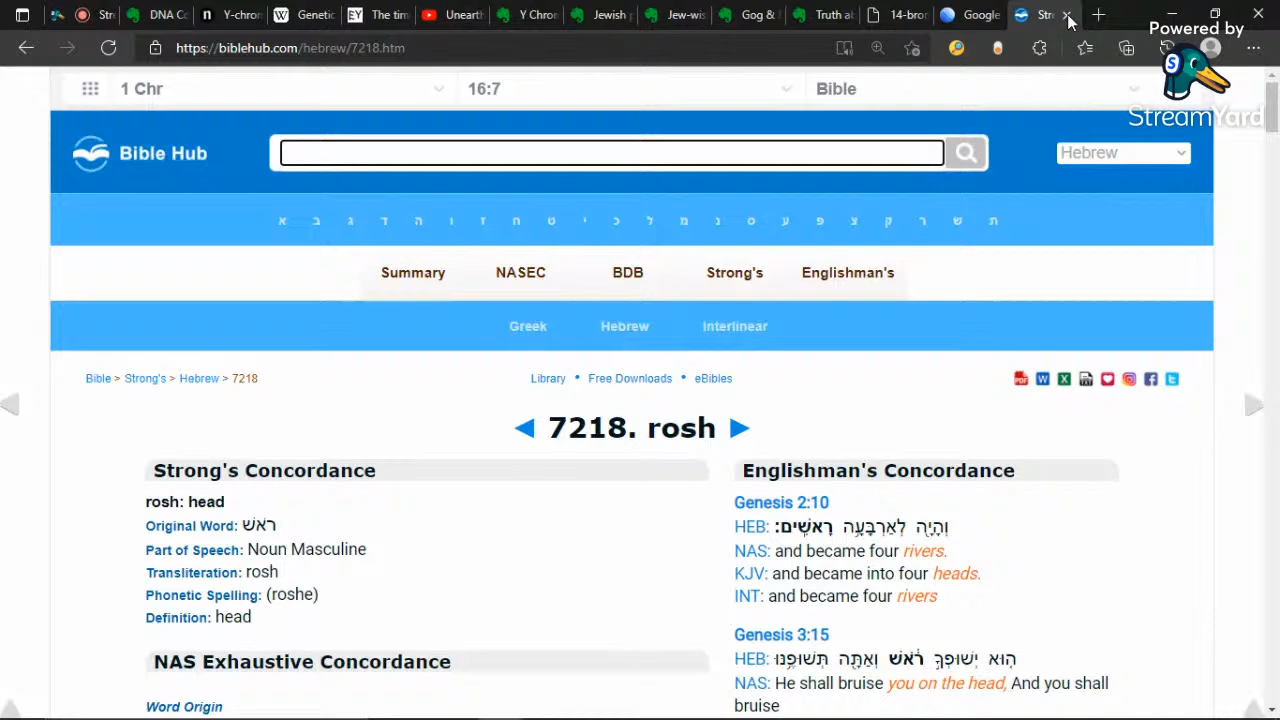 Str
DNA Co
Y-chron
Genetic
EY The tim
Unearth
Y Chron
Jewish p
Jew-wis
Gog & M
Truth al
14-bron
Google
Str
https://biblehub.com/hebrew/7218.htm
Powered by
StreamYard
1 Chr
16:7
Bible
Bible Hub
Hebrew
א ב ג ד ה ו ז ח ט י כ ל מ נ ס ע פ צ ק ר ש ת
Summary NASEC BDB Strong's Englishman's
Greek Hebrew Interlinear
Bible > Strong's > Hebrew > 7218
Library • Free Downloads • eBibles
◄ 7218. rosh ►
Strong's Concordance
rosh: head
Original Word: רֹאשׁ
Part of Speech: Noun Masculine
Transliteration: rosh
Phonetic Spelling: (roshe)
Definition: head
NAS Exhaustive Concordance
Word Origin
Englishman's Concordance
Genesis 2:10
HEB: וְהָיָ֖ה לְאַרְבָּעָ֥ה רָאשִֽׁים׃
NAS: and became four rivers.
KJV: and became into four heads.
INT: and became four rivers
Genesis 3:15
HEB: ה֚וּא יְשׁוּפְךָ֣ רֹ֔אשׁ וְאַתָּ֖ה תְּשׁוּפֶ֥נּוּ
NAS: He shall bruise you on the head, And you shall
bruise